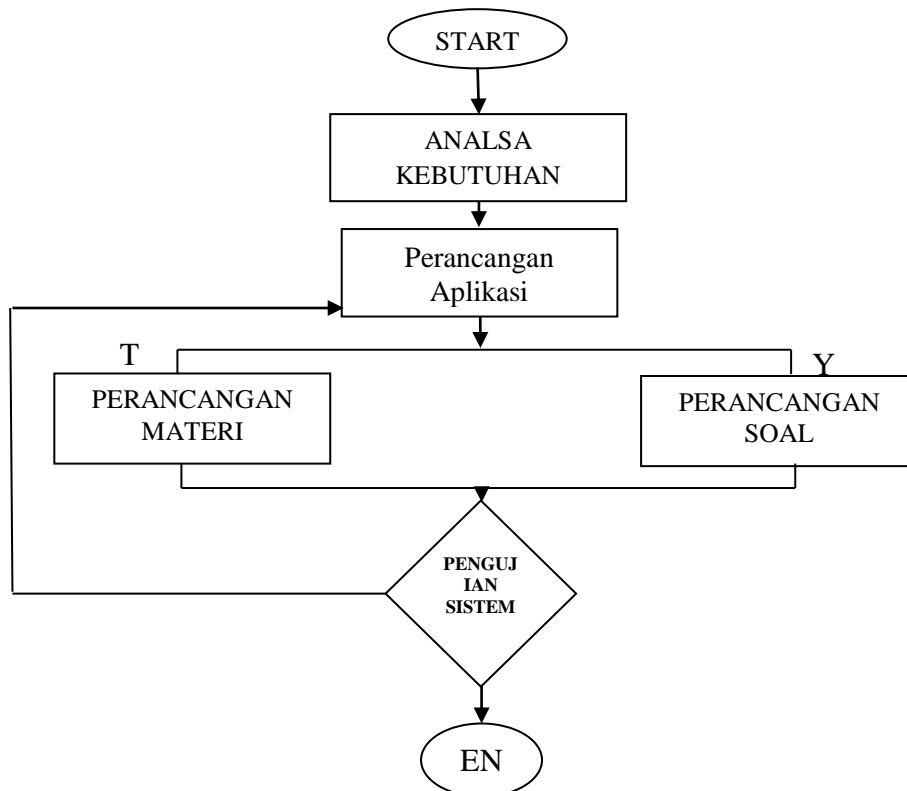 START
ANALSA
KEBUTUHAN
Perancangan
Aplikasi
T
Y
PERANCANGAN
MATERI
PERANCANGAN
SOAL
PENGUJ
IAN
SISTEM
EN